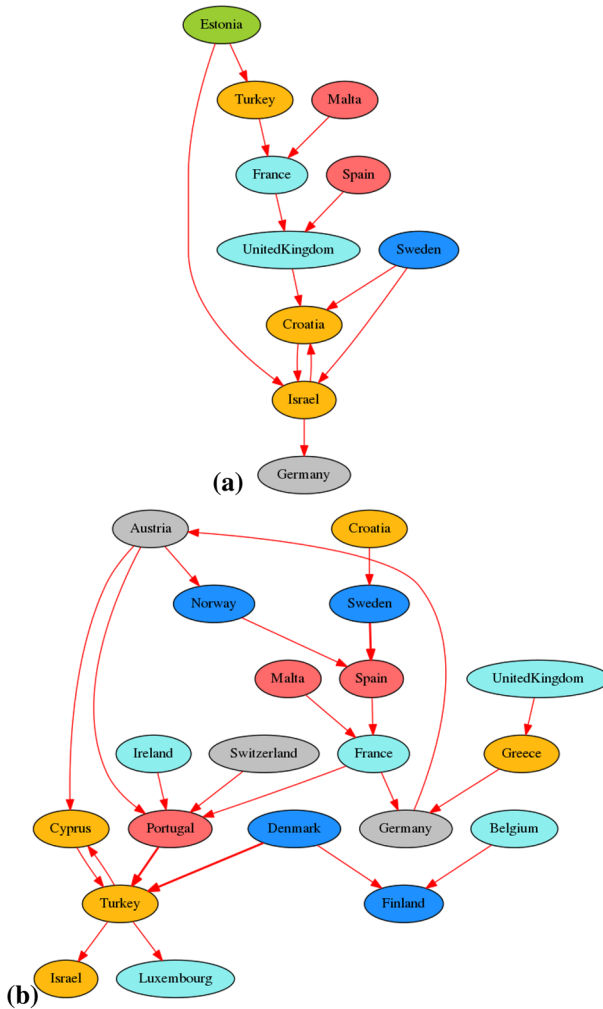 Estonia
Turkey Malta
France Spain
UnitedKingdom Sweden
Croatia
Israel
Germany
(a)
Austria Croatia
Norway Sweden
Malta Spain UnitedKingdom
Ireland Switzerland France Greece
Cyprus Portugal Denmark Germany Belgium
Turkey Finland
Israel Luxembourg
(b)